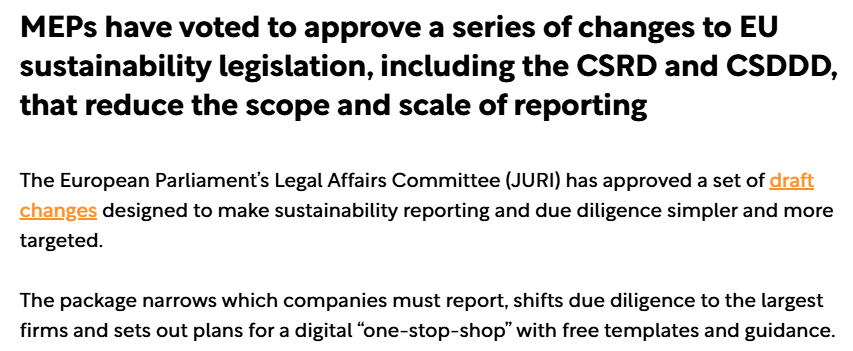 MEPs have voted to approve a series of changes to EU
sustainability legislation, including the CSRD and CSDDD,
that reduce the scope and scale of reporting
The European Parliament’s Legal Affairs Committee (JURI) has approved a set of draft
changes designed to make sustainability reporting and due diligence simpler and more
targeted.
The package narrows which companies must report, shifts due diligence to the largest
firms and sets out plans for a digital “one-stop-shop” with free templates and guidance.